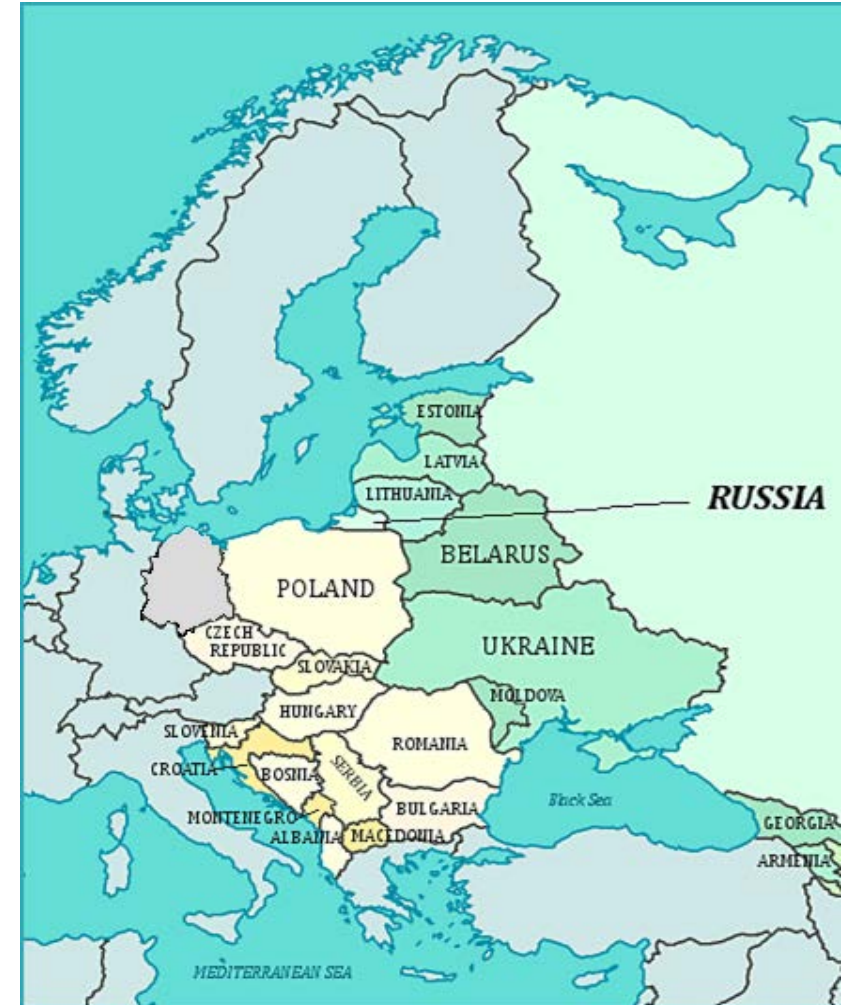 ESTONIA
LATVIA
LITHUANIA
RUSSIA
BELARUS
POLAND
CZECH
REPUBLIC
UKRAINE
SLOVAKIA
MOLDOVA
HUNGARY
SLOVENIA
ROMANIA
CROATIA
BOSNIA
SERBIA
Black Sea
MONTENEGRO
BULGARIA
GEORGIA
ALBANIA
MACEDONIA
ARMENIA
MEDITERRANEAN SEA